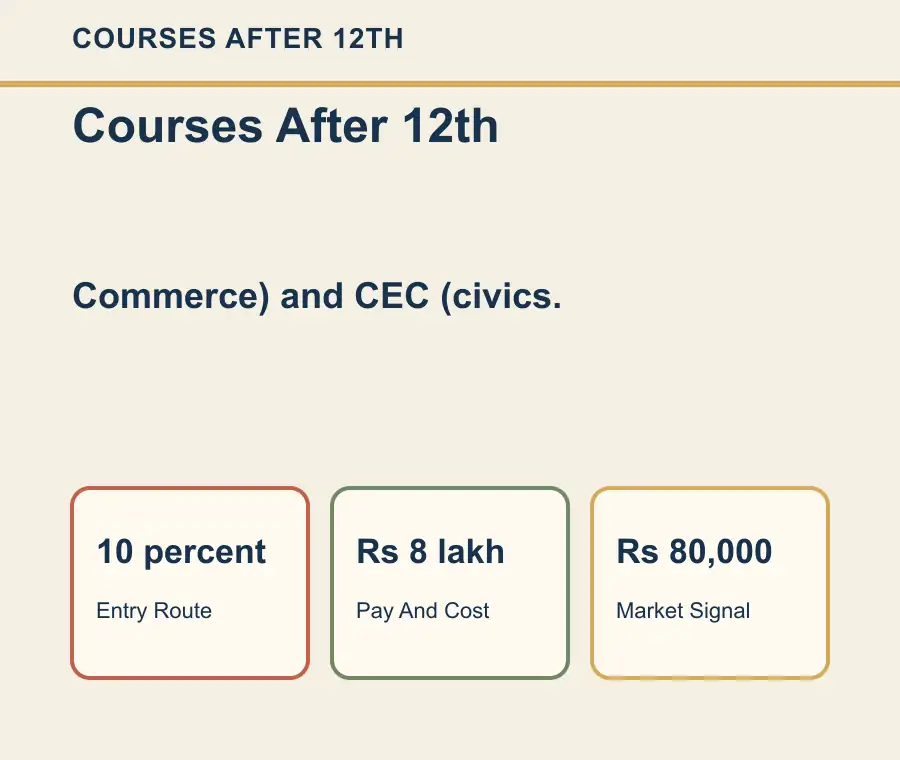 COURSES AFTER 12TH
Courses After 12th
Commerce) and CEC (civics.
10 percent
Entry Route
Rs 8 lakh
Pay And Cost
Rs 80,000
Market Signal